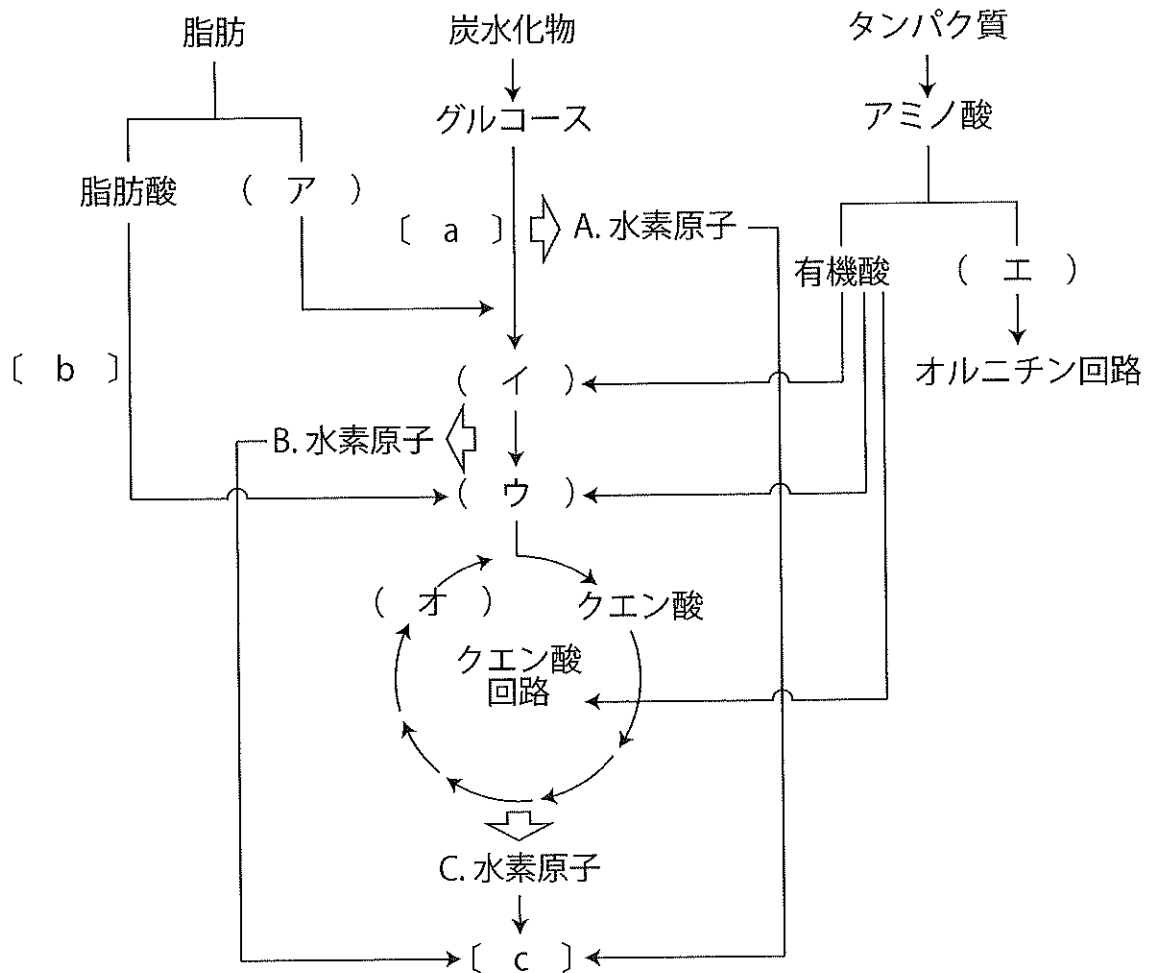 脂肪
炭水化物
タンパク質
グルコース
アミノ酸
脂肪酸
( ア )
〔 a 〕
A. 水素原子
有機酸
( エ )
〔 b 〕
( イ )
オルニチン回路
B. 水素原子
( ウ )
( オ )
クエン酸
クエン酸
回路
C. 水素原子
〔 c 〕